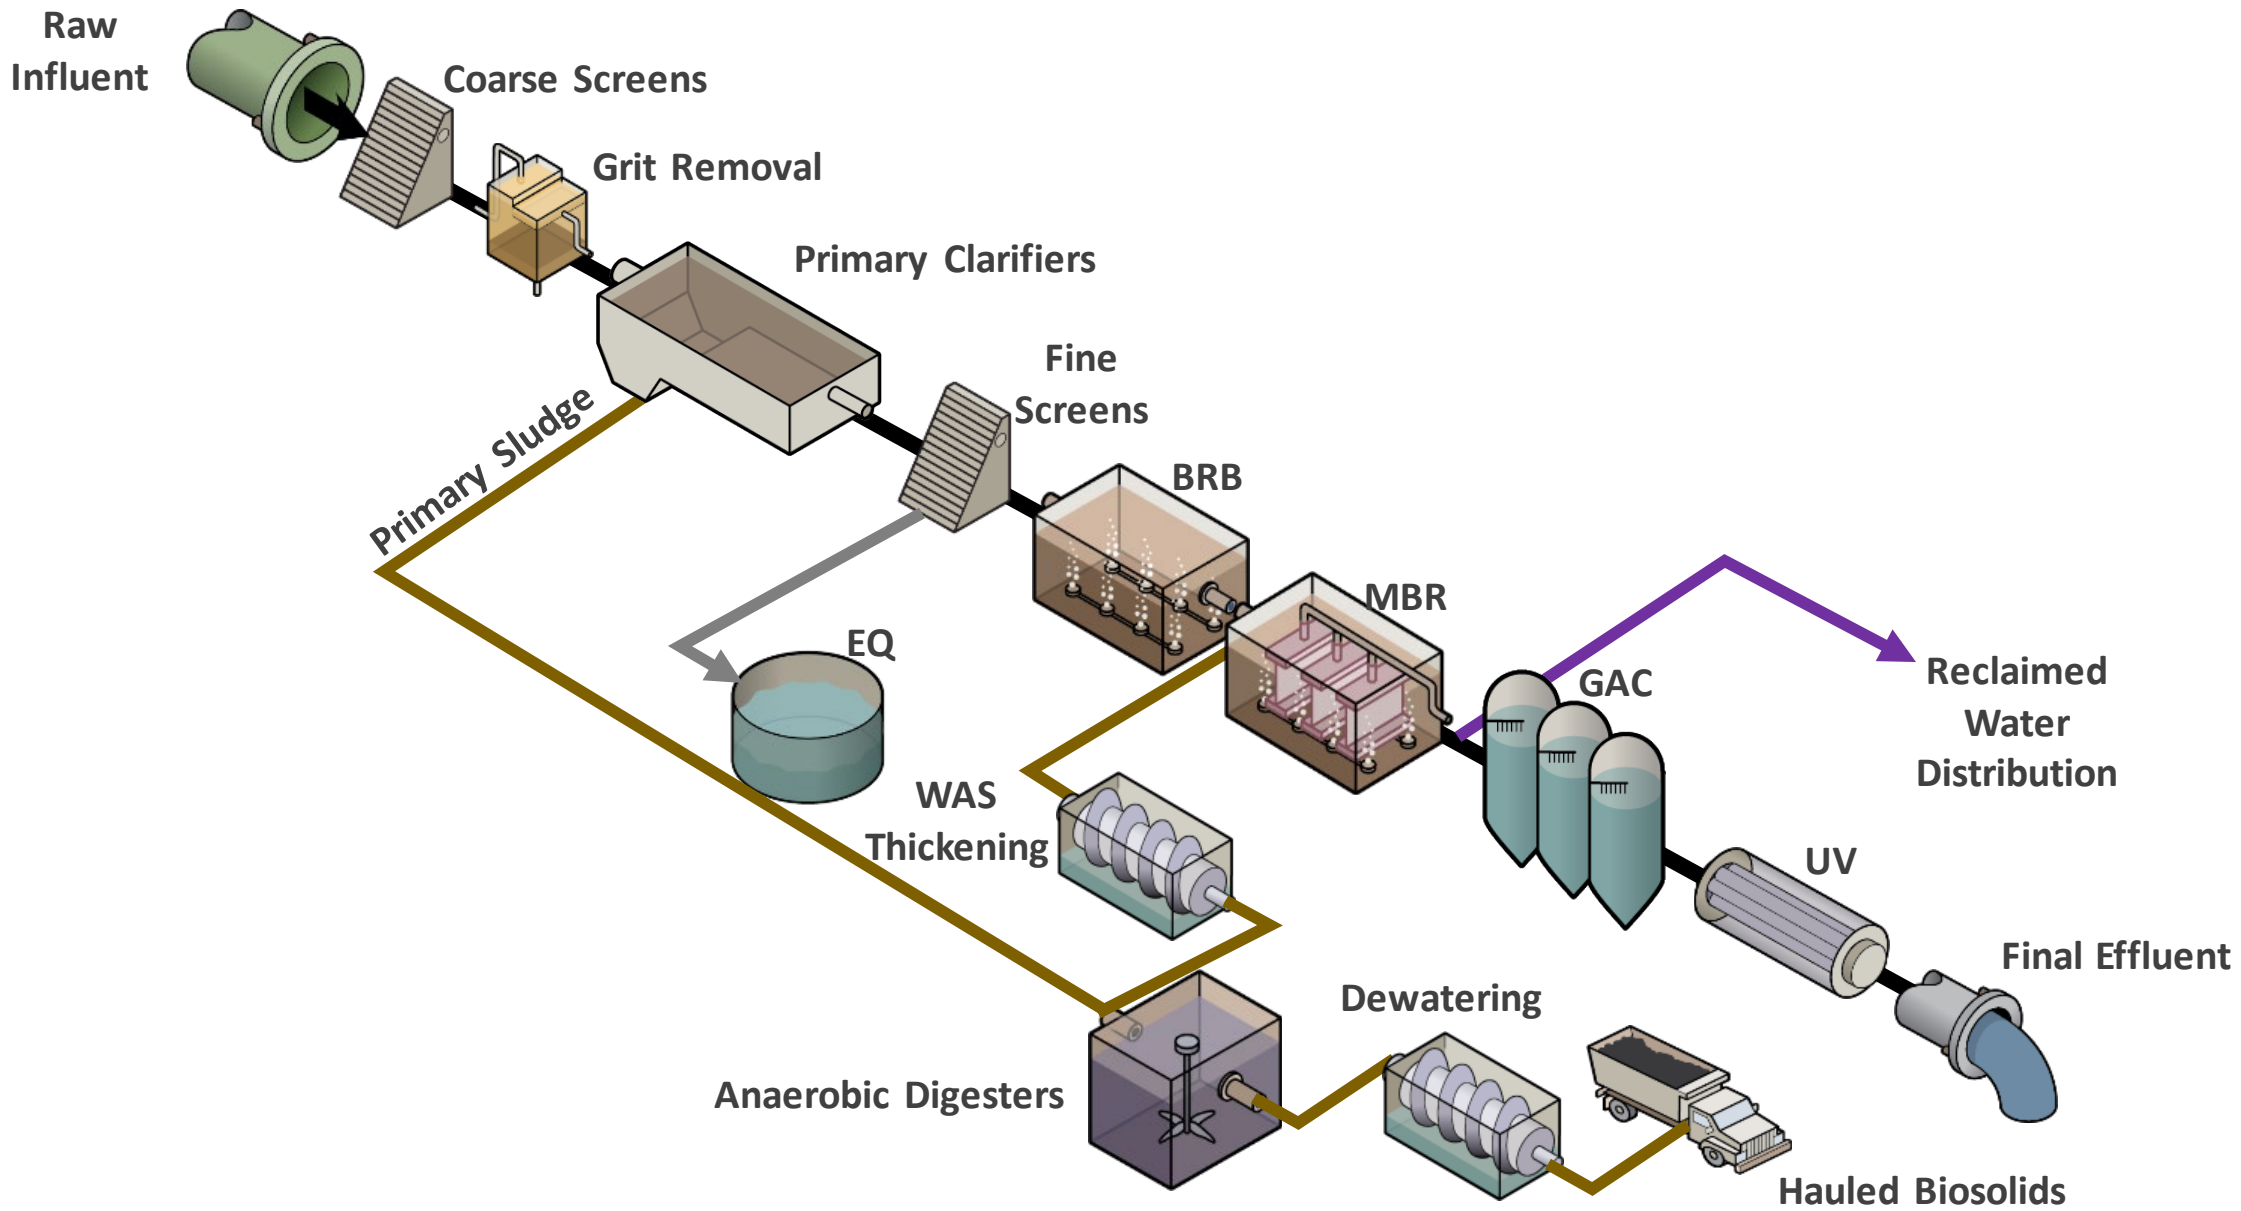 Raw
Influent
Coarse Screens
Grit Removal
Primary Clarifiers
Fine
Screens
Primary Sludge
BRB
MBR
EQ
GAC
Reclaimed
Water
Distribution
WAS
Thickening
UV
Final Effluent
Dewatering
Anaerobic Digesters
Hauled Biosolids